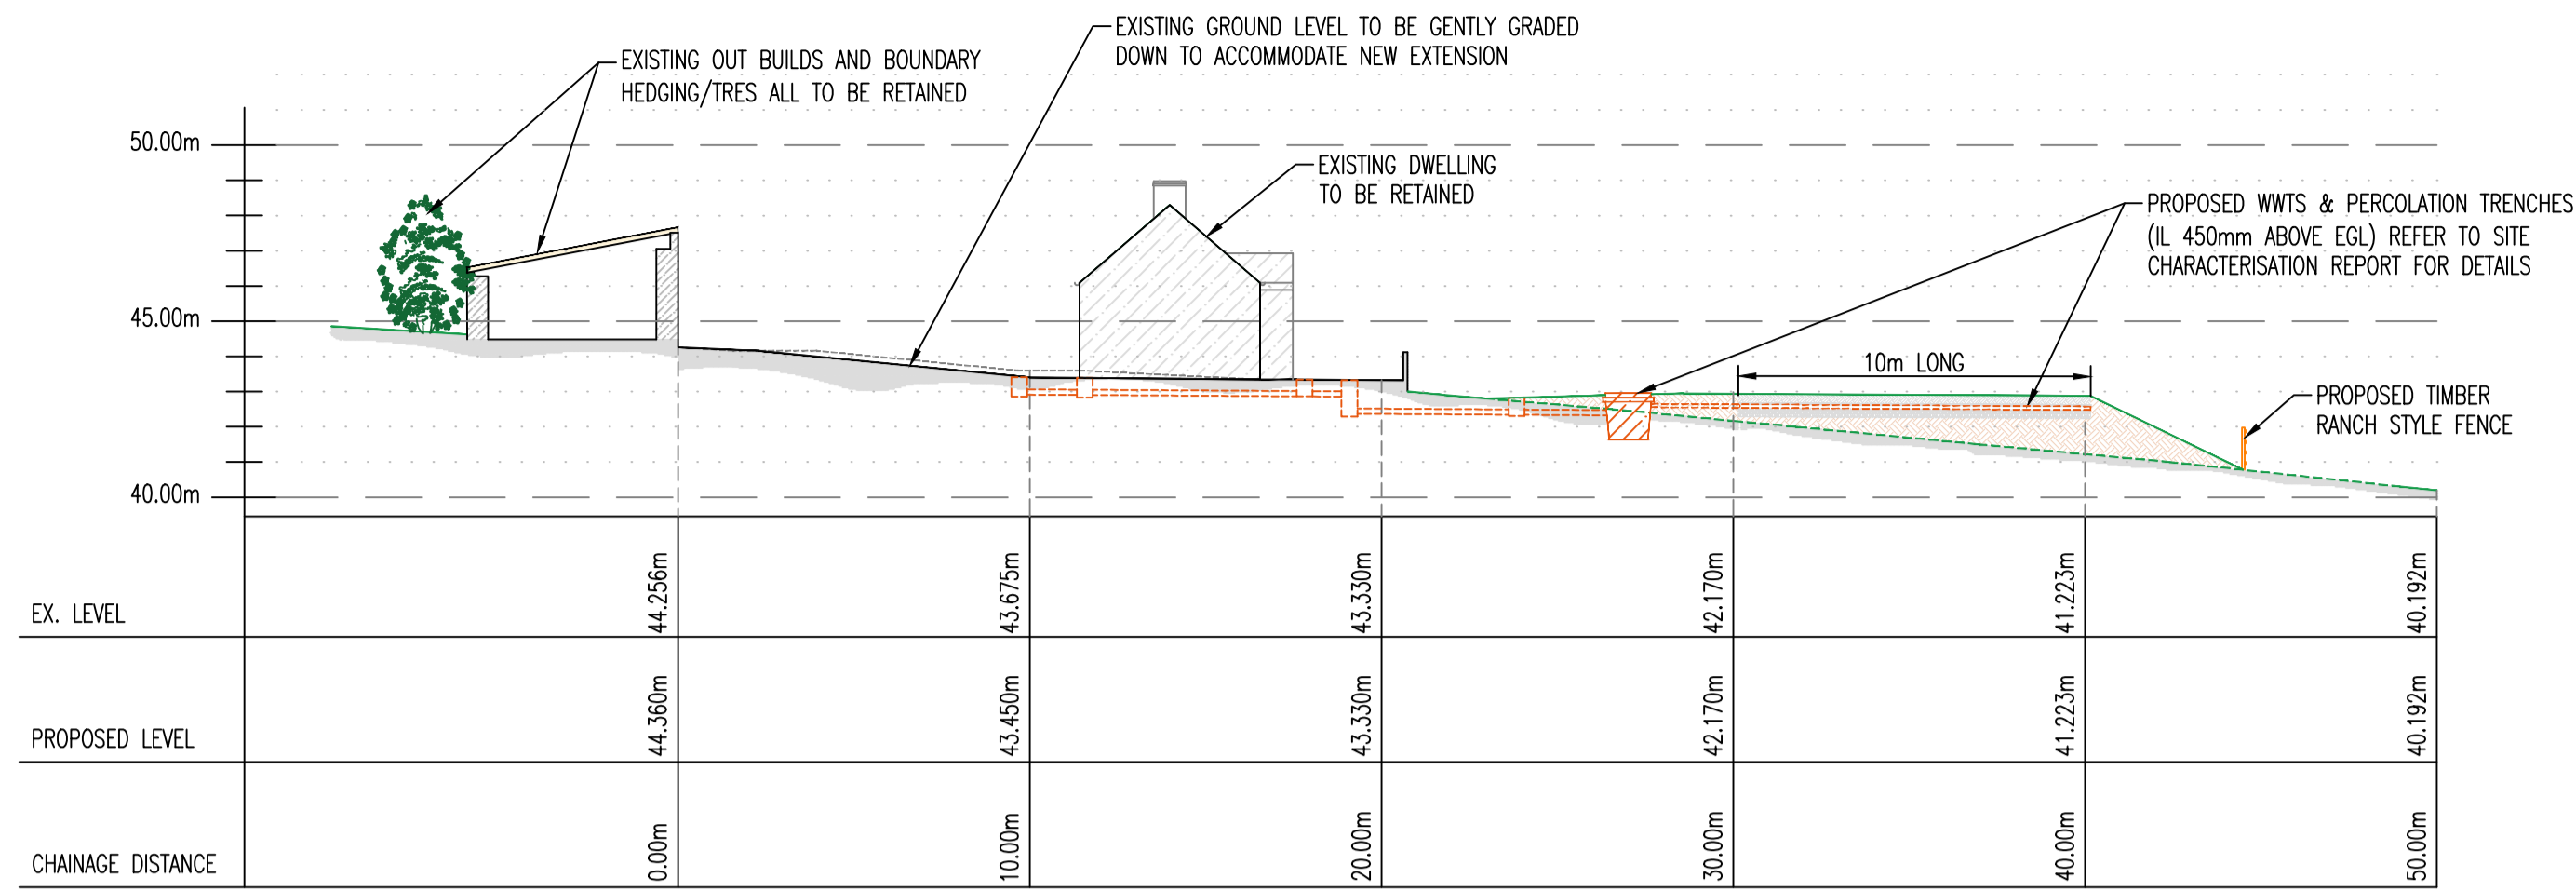 EXISTING GROUND LEVEL TO BE GENTLY GRADED
DOWN TO ACCOMMODATE NEW EXTENSION
EXISTING OUT BUILDS AND BOUNDARY
HEDGING/TRES ALL TO BE RETAINED
50.00m
EXISTING DWELLING
TO BE RETAINED
PROPOSED WWTS & PERCOLATION TRENCHES
(IL 450mm ABOVE EGL) REFER TO SITE
CHARACTERISATION REPORT FOR DETAILS
45.00m
10m LONG
PROPOSED TIMBER
RANCH STYLE FENCE
40.00m
EX. LEVEL 44.256m 43.675m 43.330m 42.170m 41.223m 40.192m
PROPOSED LEVEL 44.360m 43.450m 43.330m 42.170m 41.223m 40.192m
CHAINAGE DISTANCE 0.00m 10.00m 20.00m 30.00m 40.00m 50.00m